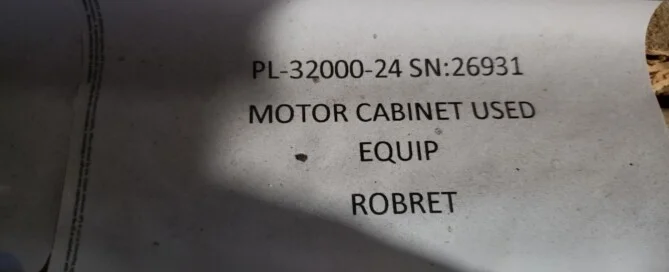 PL-32000-24 SN:26931
MOTOR CABINET USED
EQUIP
ROBRET